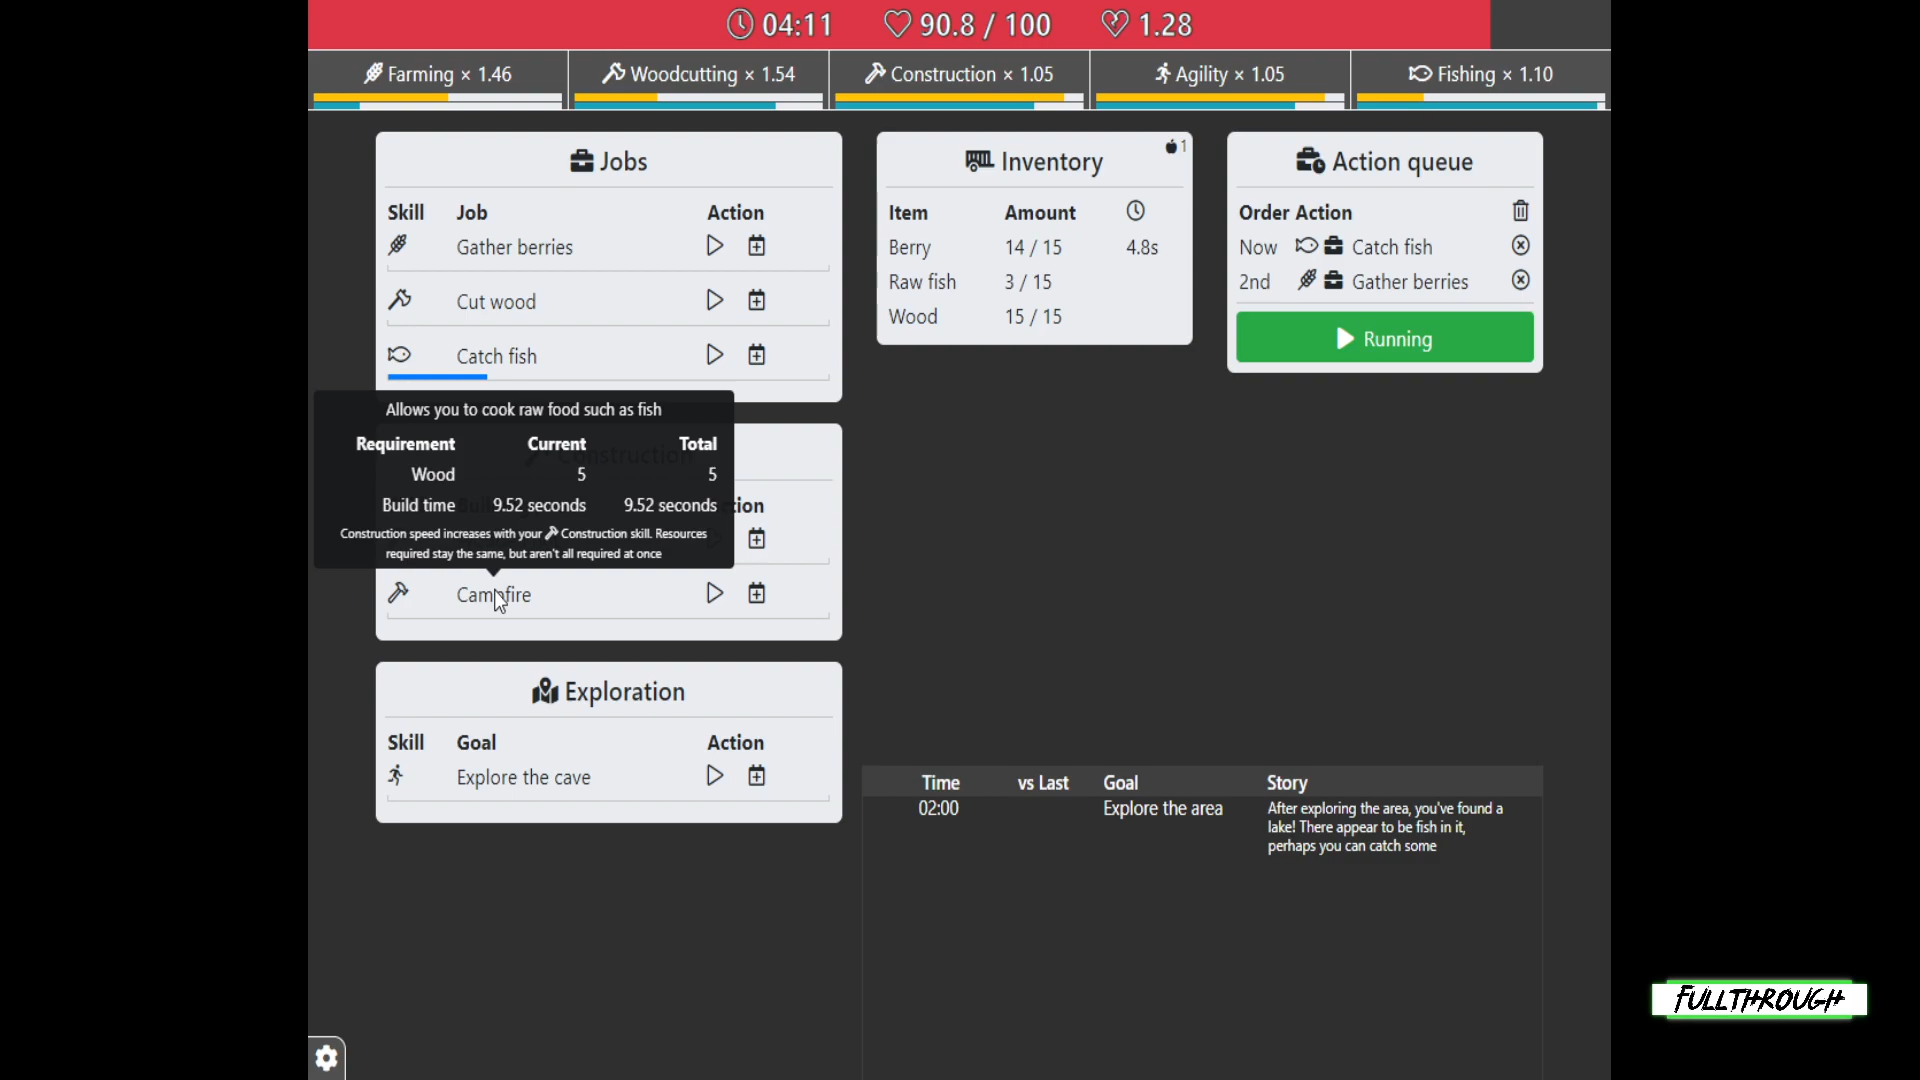 04:11 90.8 / 100 1.28
Farming × 1.46 Woodcutting × 1.54 Construction × 1.05 Agility × 1.05 Fishing × 1.10
Jobs
Skill Job Action
Gather berries
Cut wood
Catch fish
Allows you to cook raw food such as fish
Requirement Current Total
Wood 5 5
Build time 9.52 seconds 9.52 seconds
Construction speed increases with your Construction skill. Resources
required stay the same, but aren't all required at once
Campfire
Exploration
Skill Goal Action
Explore the cave
Inventory 1
Item Amount
Berry 14 / 15 4.8s
Raw fish 3 / 15
Wood 15 / 15
Action queue
Order Action
Now Catch fish
2nd Gather berries
Running
Time vs Last Goal Story
02:00 Explore the area After exploring the area, you've found a
lake! There appear to be fish in it,
perhaps you can catch some
FULLTHROUGH